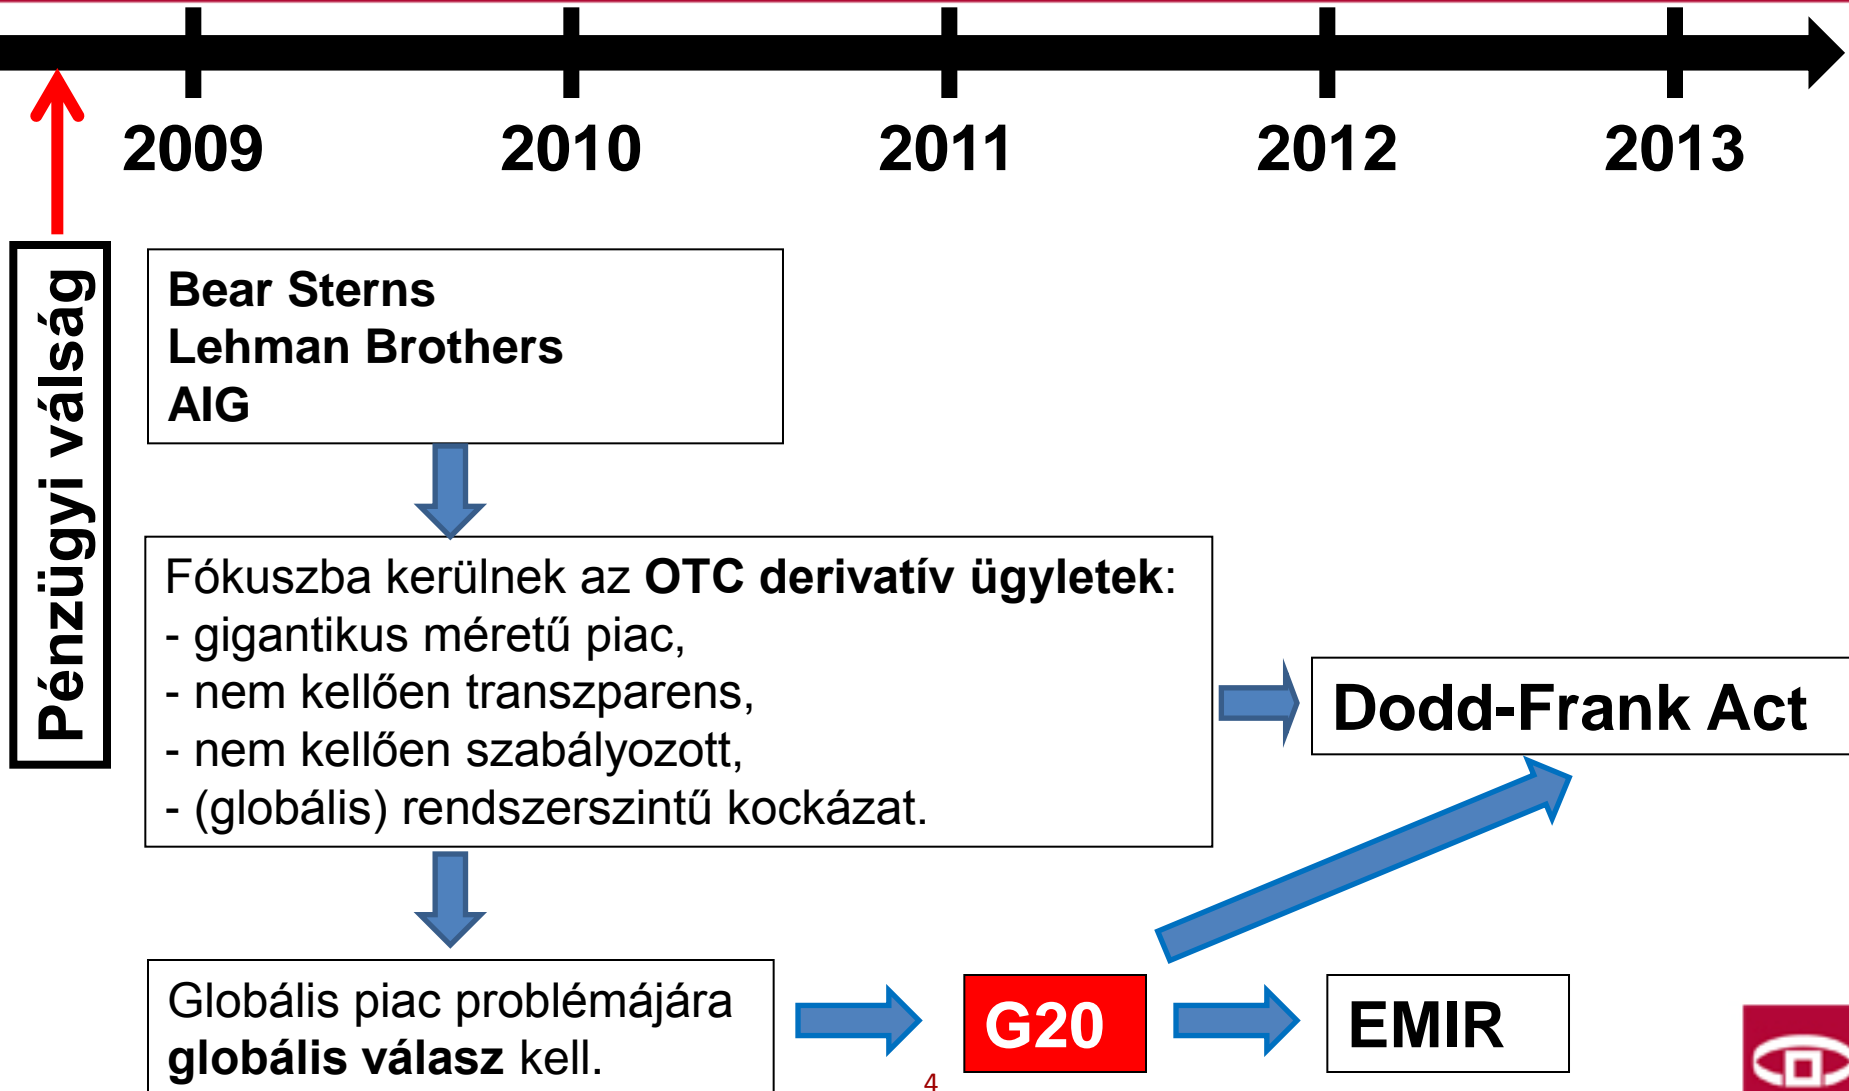 2009
2010
2011
2012
2013
Pénzügyi válság
Bear Sterns
Lehman Brothers
AIG
Fókuszba kerülnek az OTC derivatív ügyletek:
- gigantikus méretű piac,
- nem kellően transzparens,
- nem kellően szabályozott,
- (globális) rendszerszintű kockázat.
Dodd-Frank Act
Globális piac problémájára
globális válasz kell.
G20
EMIR
4